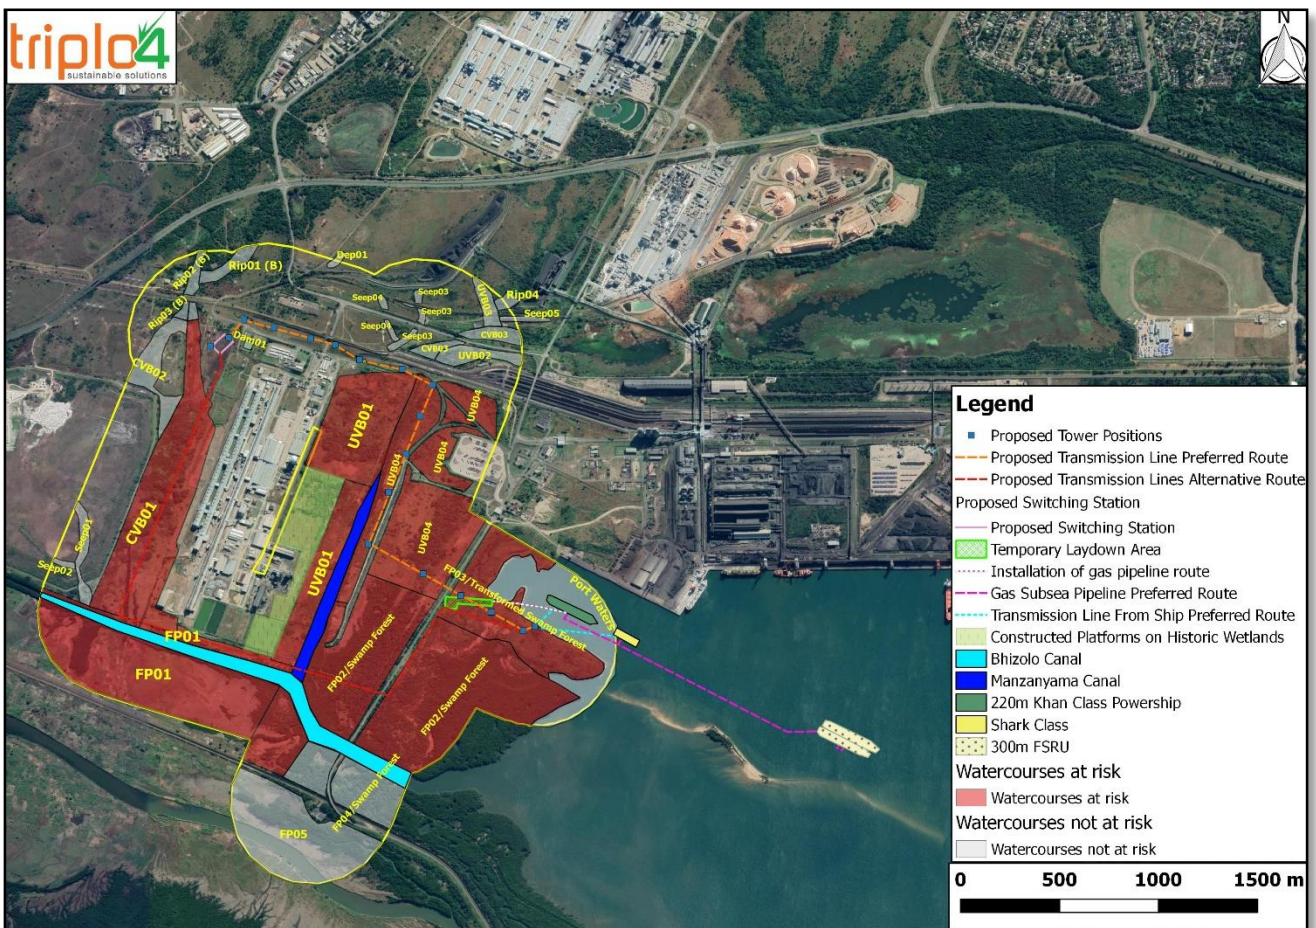 triplo4
sustainable solutions
N
Dep01
Rip01 (B)
Rip02 (B)
Rip03 (B)
Seep04
Seep03
UVB03
Rip04
Seep03
Seep05
Seep04
Seep03
CVB03
CVB03
UVB02
Dam01
CVB02
UVB01
UVB04
UVB04
UVB04
CVB01
Seep01
UVB04
UVB01
Seep02
FP03/Transformed Swamp Forest
Port Waters
FP01
FP01
FP02/Swamp Forest
FP02/Swamp Forest
FP04/Swamp Forest
FP05
Legend
Proposed Tower Positions
Proposed Transmission Line Preferred Route
Proposed Transmission Lines Alternative Route
Proposed Switching Station
Proposed Switching Station
Temporary Laydown Area
Installation of gas pipeline route
Gas Subsea Pipeline Preferred Route
Transmission Line From Ship Preferred Route
Constructed Platforms on Historic Wetlands
Bhizolo Canal
Manzanyama Canal
220m Khan Class Powership
Shark Class
300m FSRU
Watercourses at risk
Watercourses at risk
Watercourses not at risk
Watercourses not at risk
0 500 1000 1500 m